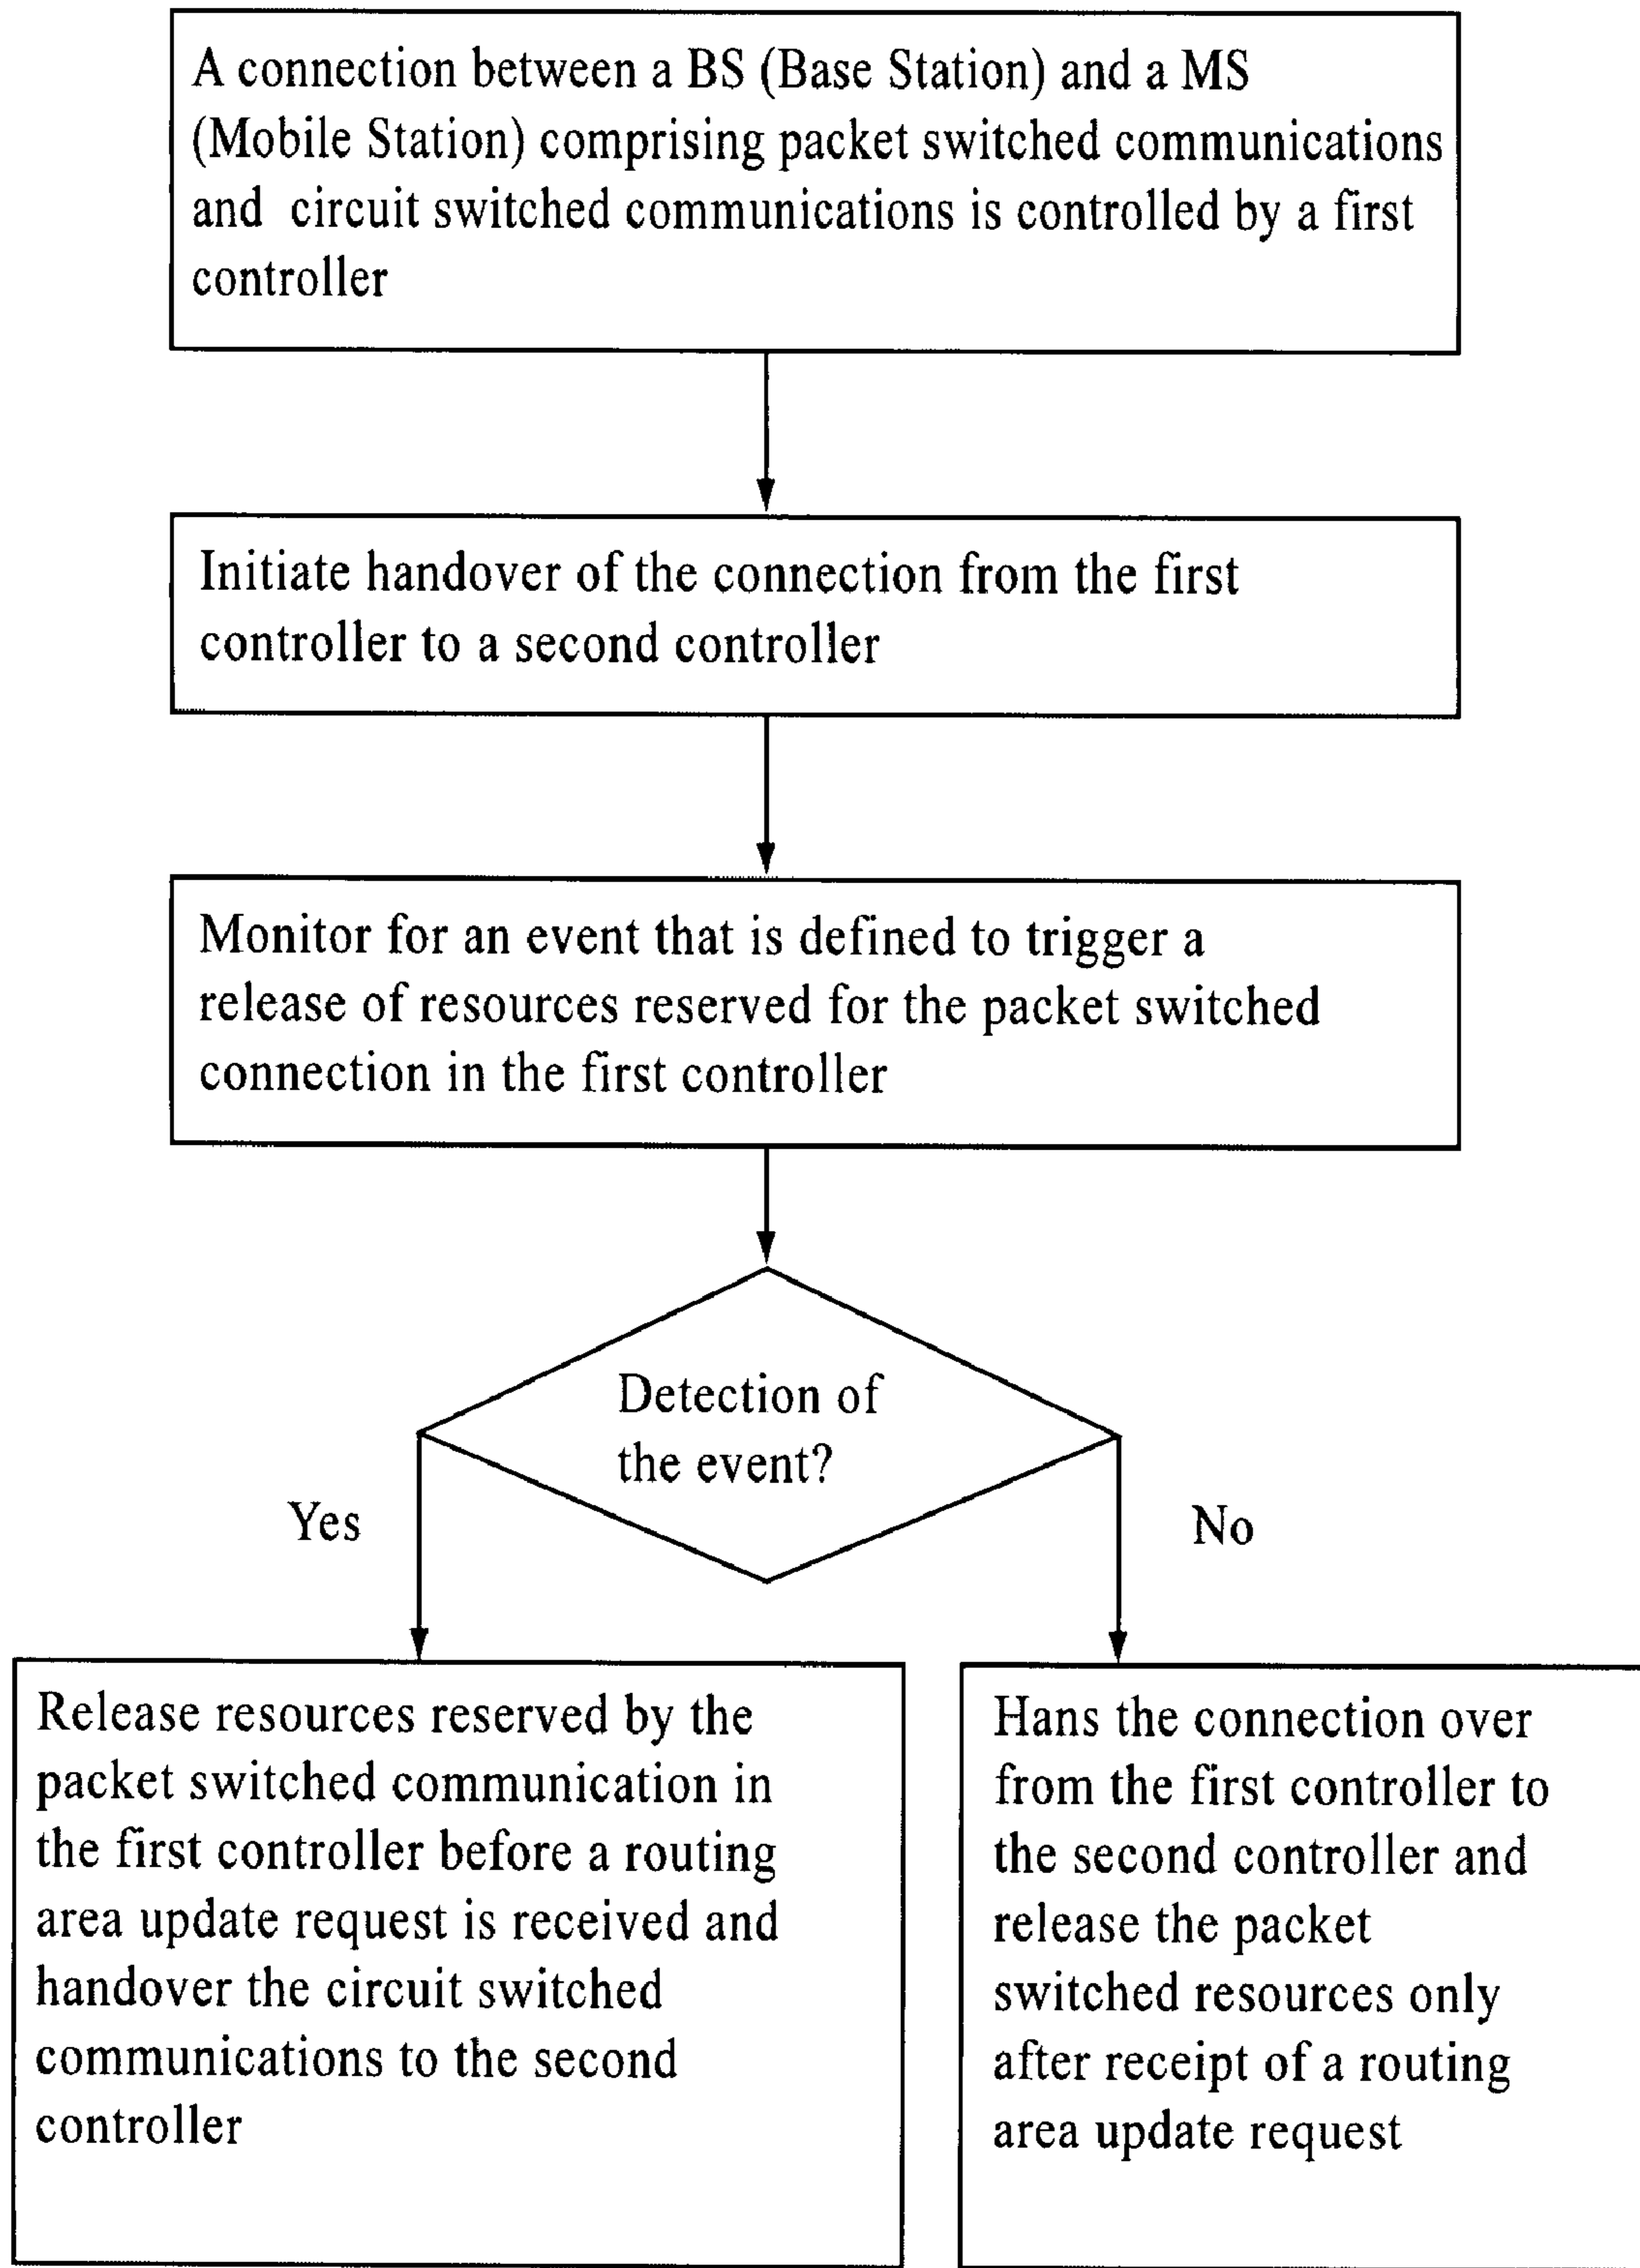 A connection between a BS (Base Station) and a MS
(Mobile Station) comprising packet switched communications
and circuit switched communications is controlled by a first
controller
Initiate handover of the connection from the first
controller to a second controller
Monitor for an event that is defined to trigger a
release of resources reserved for the packet switched
connection in the first controller
Detection of
the event?
Yes
No
Release resources reserved by the
packet switched communication in
the first controller before a routing
area update request is received and
handover the circuit switched
communications to the second
controller
Hans the connection over
from the first controller to
the second controller and
release the packet
switched resources only
after receipt of a routing
area update request